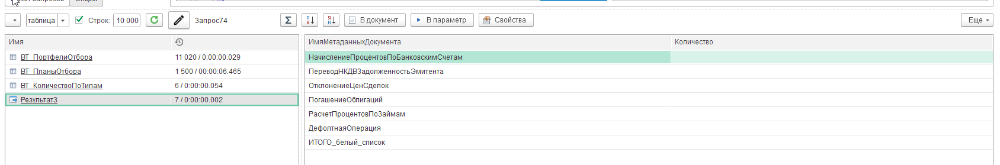 Опции
таблица Строк: 10 000 Запрос74 Σ В документ В параметр Свойства Еще
Имя
ВТ_ПортфелиОтбора 11 020 / 0:00:00.029
ВТ_ПланыОтбора 1 500 / 00:00:06.465
ВТ_КоличествоПоТипам 6 / 0:00:00.054
Результат3 7 / 0:00:00.002
ИмяМетаданныхДокумента Количество
НачислениеПроцентовПоБанковскимСчетам
ПереводНКДВЗадолженностьЭмитента
ОтклонениеЦенСделок
ПогашениеОблигаций
РасчетПроцентовПоЗаймам
ДефолтнаяОперация
ИТОГО_белый_список